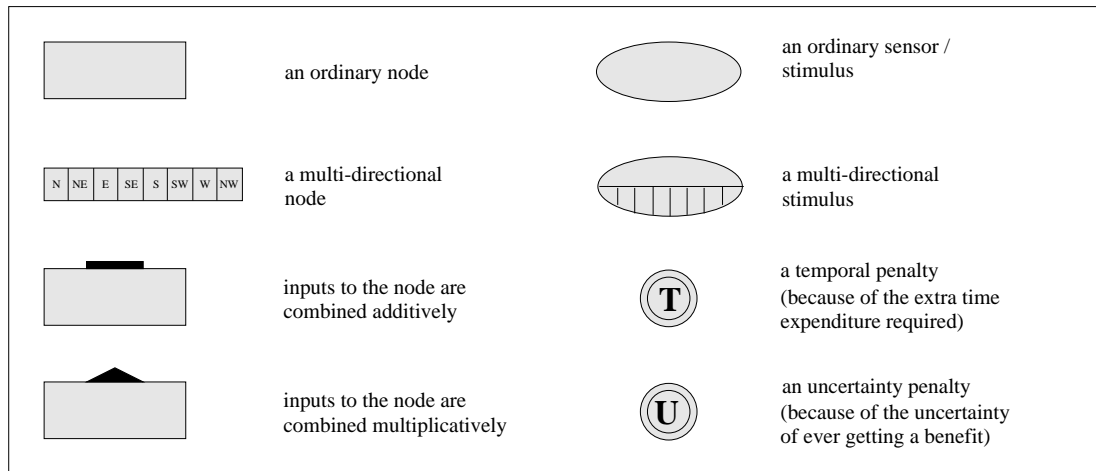 an ordinary node
an ordinary sensor /
stimulus
N NE E SE S SW W NW
a multi-directional
node
a multi-directional
stimulus
inputs to the node are
combined additively
T
a temporal penalty
(because of the extra time
expenditure required)
inputs to the node are
combined multiplicatively
U
an uncertainty penalty
(because of the uncertainty
of ever getting a benefit)